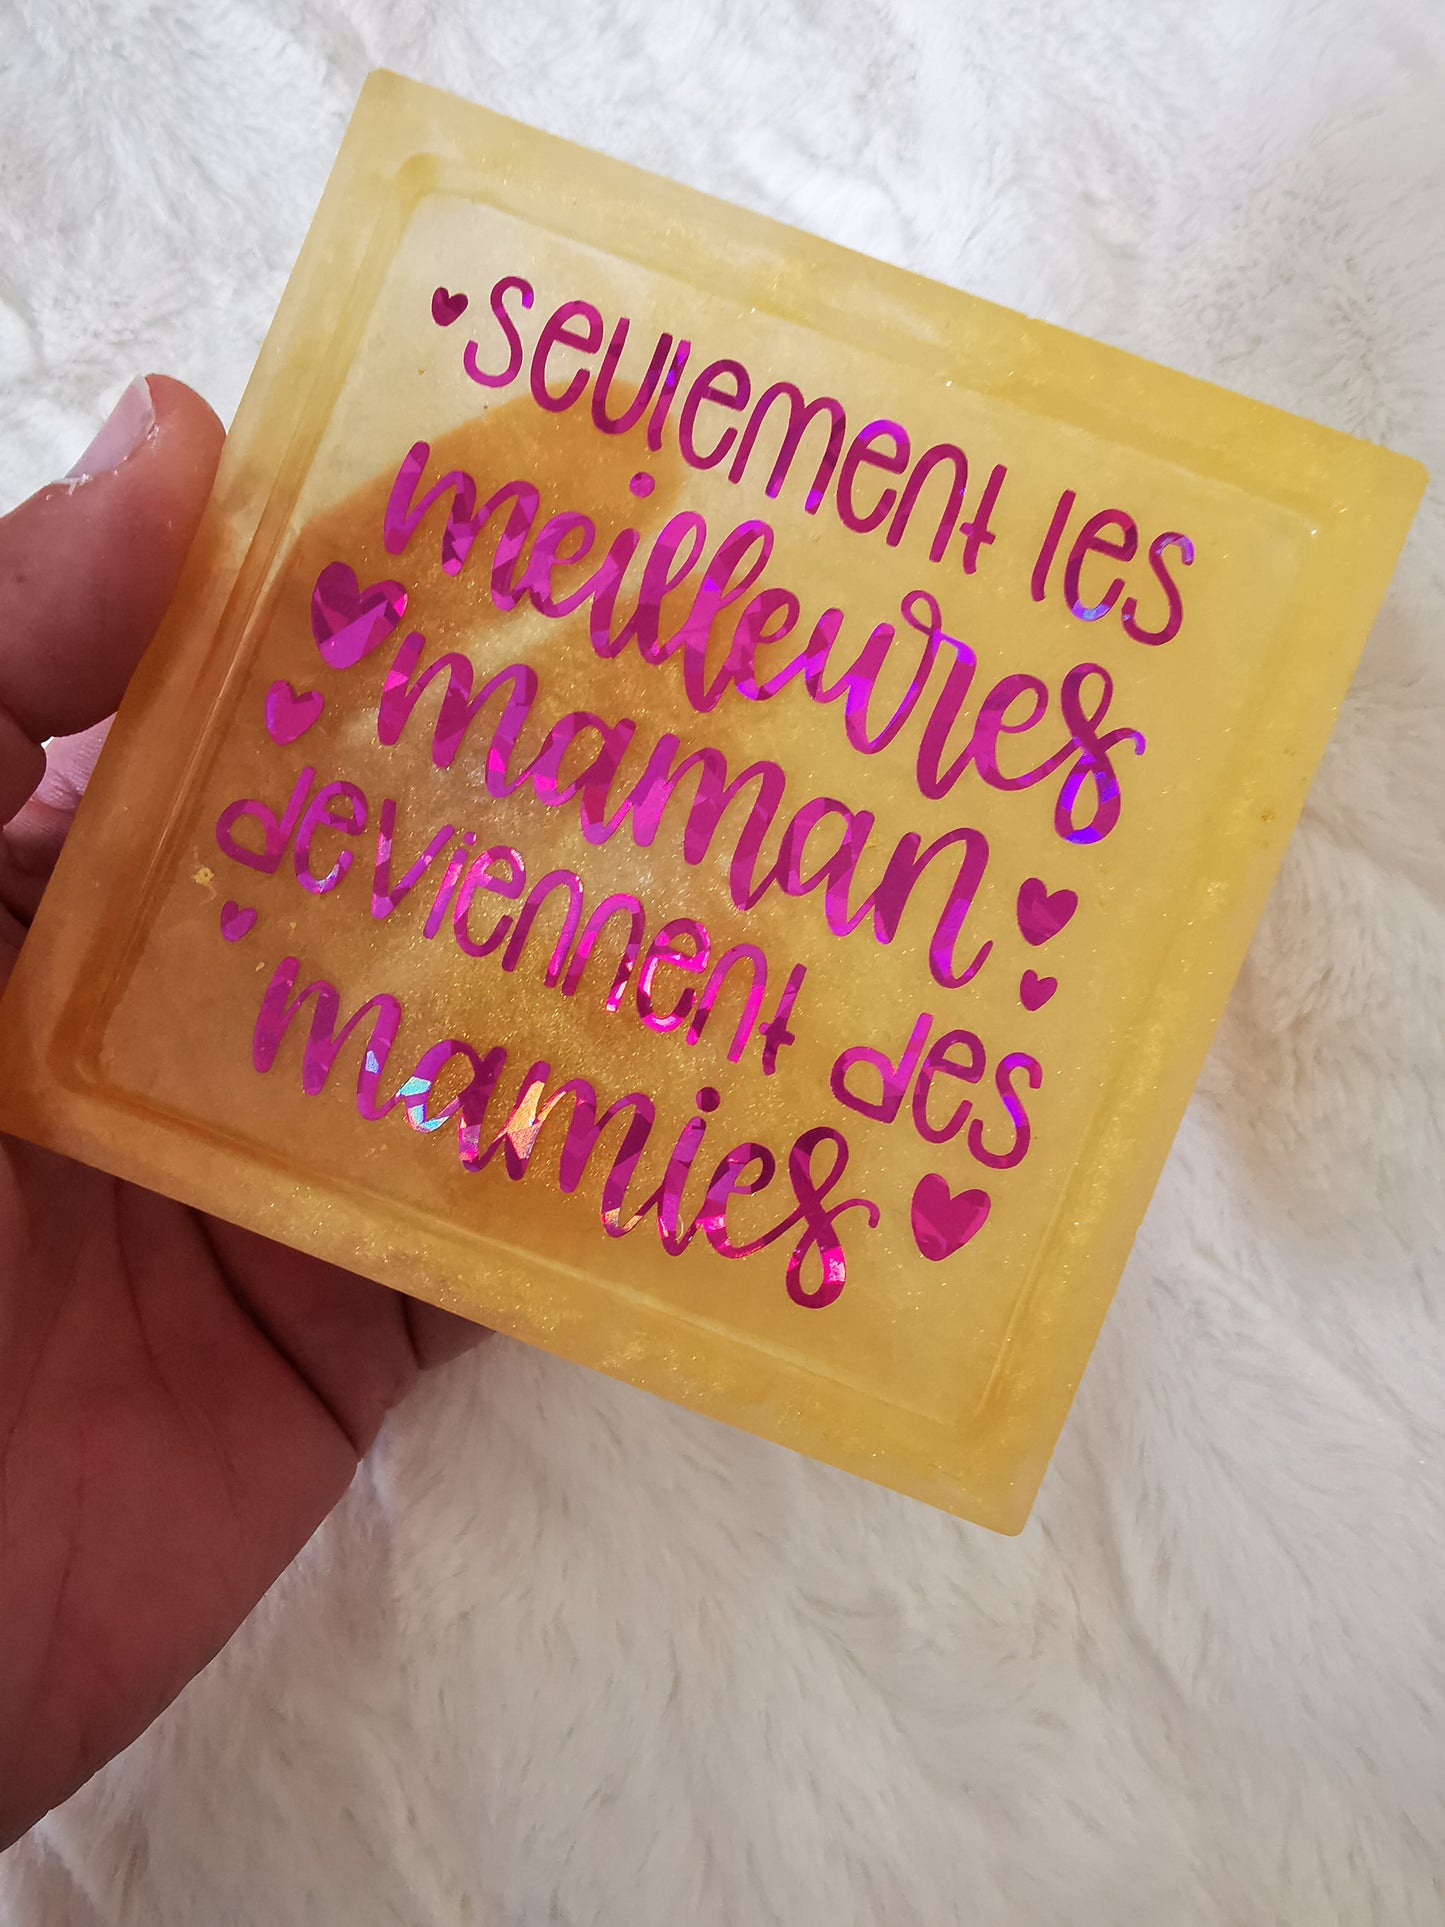 seulement les
meilleures
maman
deviennent des
mamies